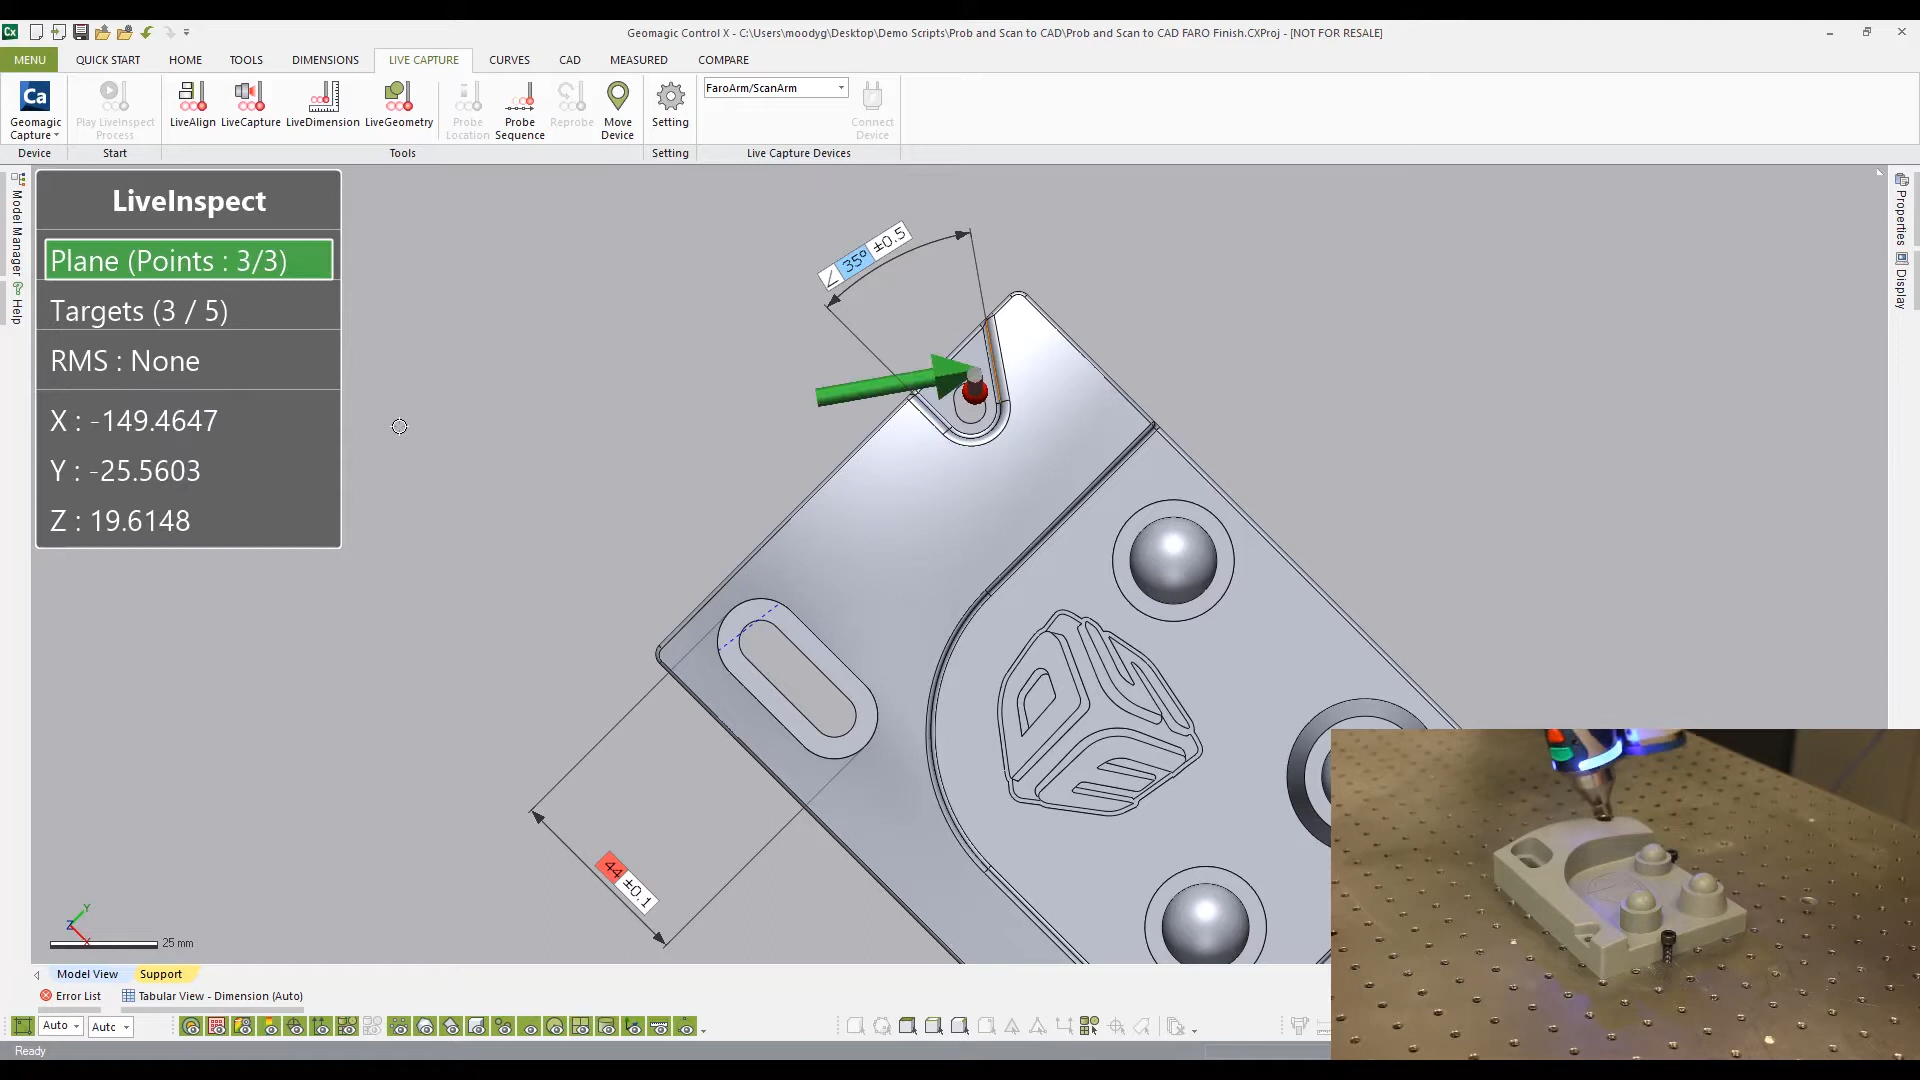 Cx
Geomagic Control X - C:\Users\moodyg\Desktop\Demo Scripts\Prob and Scan to CAD\Prob and Scan to CAD FARO Finish.CXProj - [NOT FOR RESALE]
MENU QUICK START HOME TOOLS DIMENSIONS LIVE CAPTURE CURVES CAD MEASURED COMPARE
Ca
FaroArm/ScanArm
Geomagic Capture
Play LiveInspect Process
LiveAlign
LiveCapture
LiveDimension
LiveGeometry
Probe Location
Probe Sequence
Reprobe
Move Device
Setting
Connect Device
Device Start Tools Setting Live Capture Devices
Model Manager
Help
Properties
Display
LiveInspect
Plane (Points : 3/3)
Targets (3 / 5)
RMS : None
X : -149.4647
Y : -25.5603
Z : 19.6148
∠ 35° ±0.5
44 ±0.1
Y
Z
X
25 mm
Model View Support
Error List Tabular View - Dimension (Auto)
Auto Auto
Ready